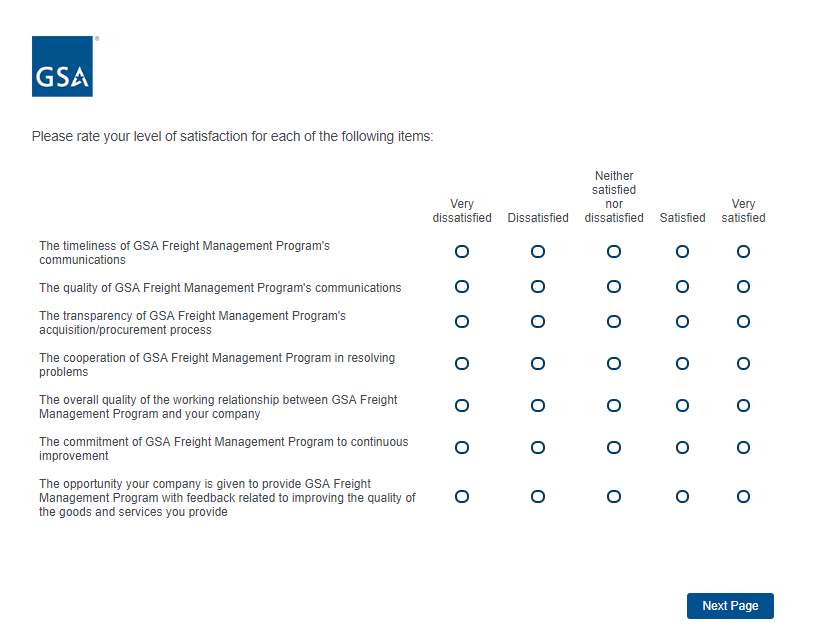 GSA®
Please rate your level of satisfaction for each of the following items:
Very
dissatisfied
Dissatisfied
Neither
satisfied
nor
dissatisfied
Satisfied
Very
satisfied
The timeliness of GSA Freight Management Program's
communications
The quality of GSA Freight Management Program's communications
The transparency of GSA Freight Management Program's
acquisition/procurement process
The cooperation of GSA Freight Management Program in resolving
problems
The overall quality of the working relationship between GSA Freight
Management Program and your company
The commitment of GSA Freight Management Program to continuous
improvement
The opportunity your company is given to provide GSA Freight
Management Program with feedback related to improving the quality of
the goods and services you provide
Next Page